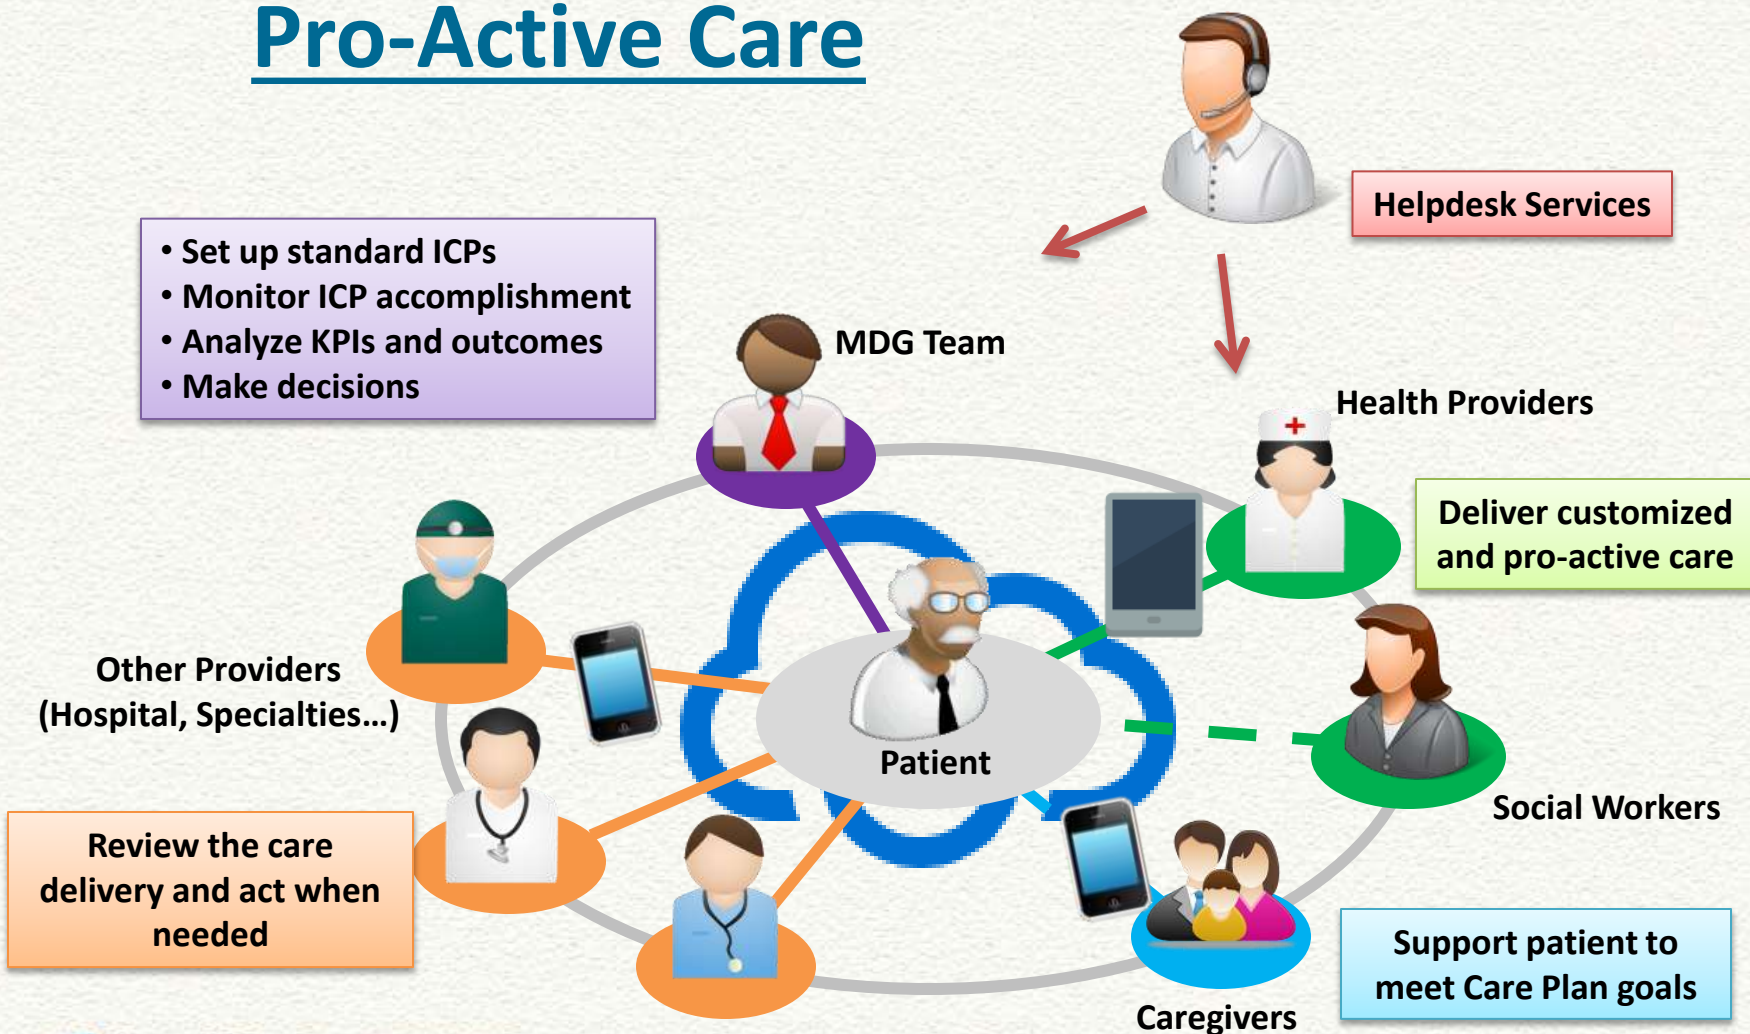 Pro-Active Care
Helpdesk Services
• Set up standard ICPs
• Monitor ICP accomplishment
• Analyze KPIs and outcomes
• Make decisions
MDG Team
Health Providers
Deliver customized
and pro-active care
Other Providers
(Hospital, Specialties...)
Patient
Social Workers
Review the care
delivery and act when
needed
Support patient to
meet Care Plan goals
Caregivers